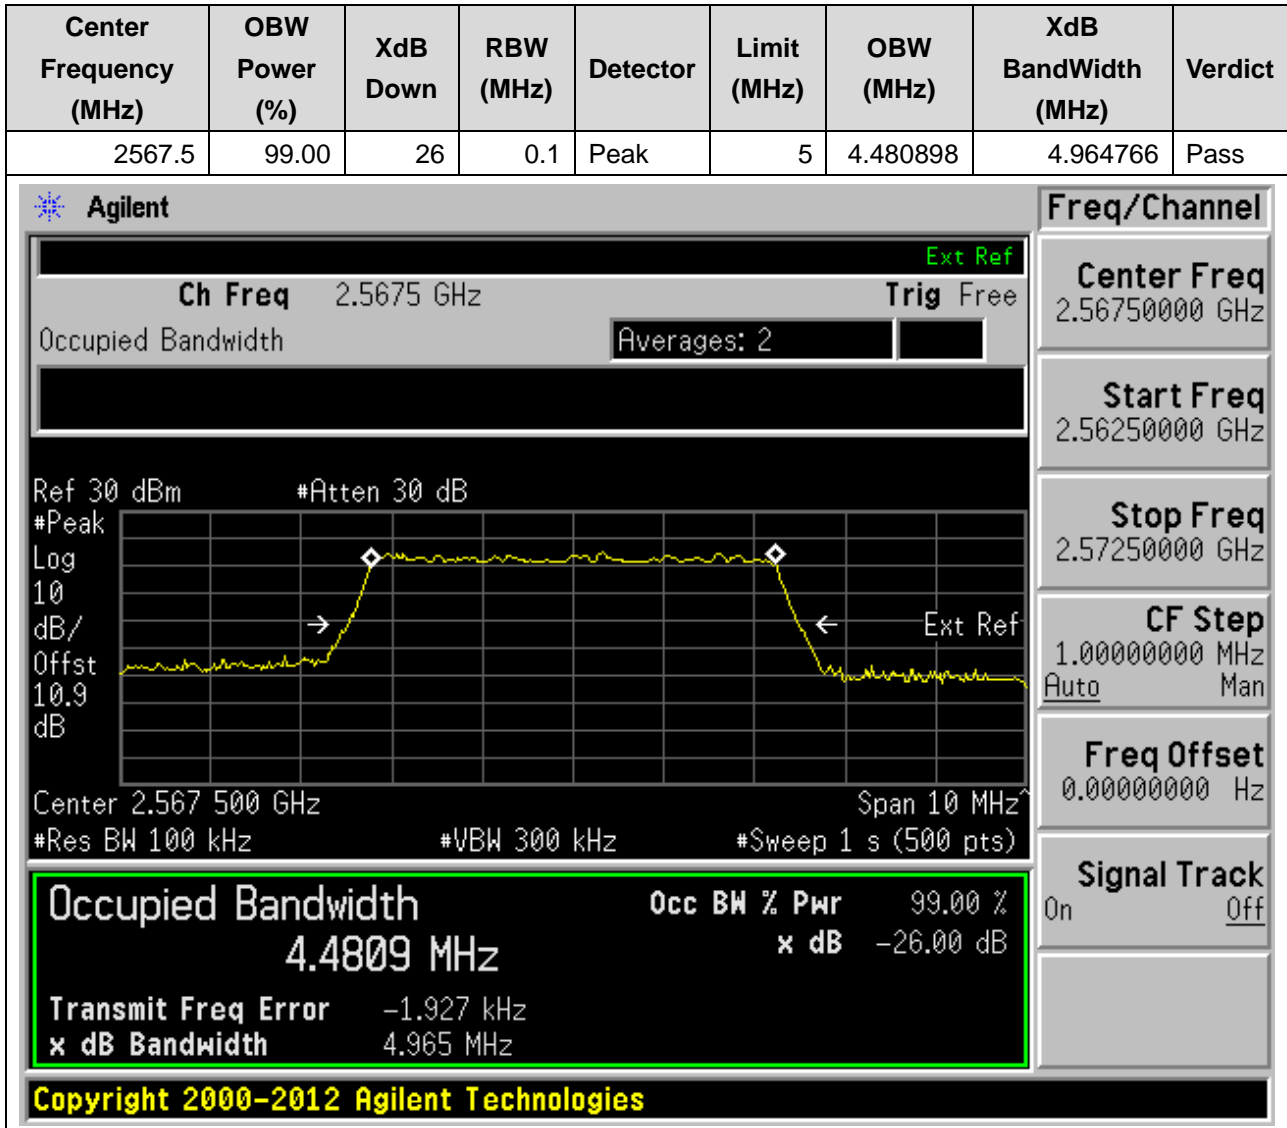 Center Frequency (MHz) OBW Power (%) XdB Down RBW (MHz) Detector Limit (MHz) OBW (MHz) XdB BandWidth (MHz) Verdict
2567.5 99.00 26 0.1 Peak 5 4.480898 4.964766 Pass
Agilent
Freq/Channel
Ext Ref
Ch Freq 2.5675 GHz Trig Free
Occupied Bandwidth Averages: 2
Center Freq
2.56750000 GHz
Start Freq
2.56250000 GHz
Stop Freq
2.57250000 GHz
CF Step
1.00000000 MHz
Auto Man
Freq Offset
0.00000000 Hz
Signal Track
On Off
Ref 30 dBm #Atten 30 dB
#Peak
Log
10
dB/
Offst
10.9
dB
Ext Ref
Center 2.567 500 GHz Span 10 MHz^
#Res BW 100 kHz #VBW 300 kHz #Sweep 1 s (500 pts)
Occupied Bandwidth
4.4809 MHz
Occ BW % Pwr 99.00 %
x dB -26.00 dB
Transmit Freq Error -1.927 kHz
x dB Bandwidth 4.965 MHz
Copyright 2000-2012 Agilent Technologies